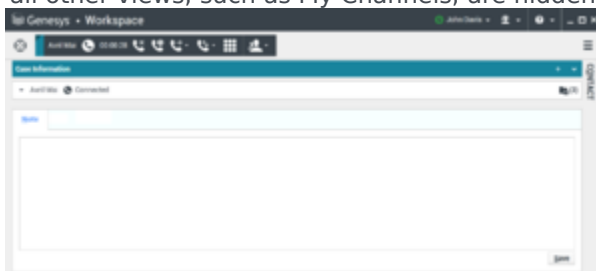 all other views, such as My Channels, are hidden
Genesys • Workspace
John Davis
Avril Mai 00:00:28
Case Information
Avril Mai Connected
CONTACT
Note
Save